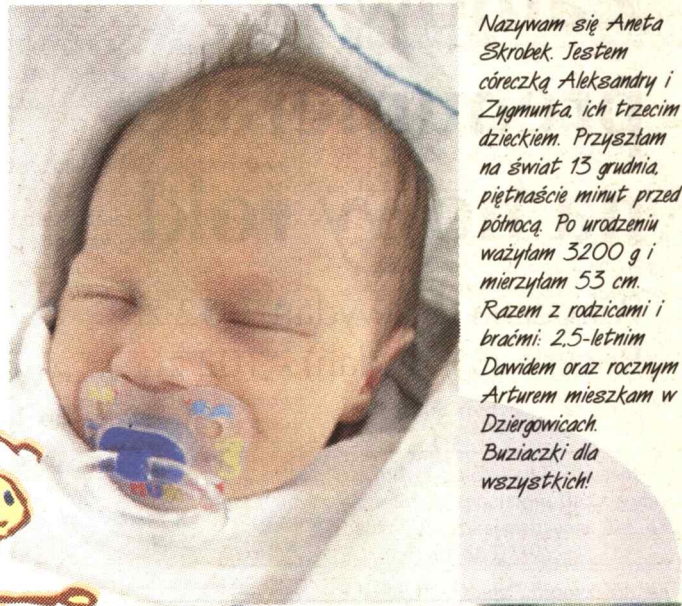 Nazywam się Aneta
Skrobek. Jestem
córeczką Aleksandry i
Zygmunta, ich trzecim
dzieckiem. Przyszłam
na świat 13 grudnia,
piętnaście minut przed
północą. Po urodzeniu
ważyłam 3200 g i
mierzyłam 53 cm.
Razem z rodzicami i
braćmi: 2,5-letnim
Dawidem oraz rocznym
Arturem mieszkam w
Dziergowicach.
Buziaczki dla
wszystkich!